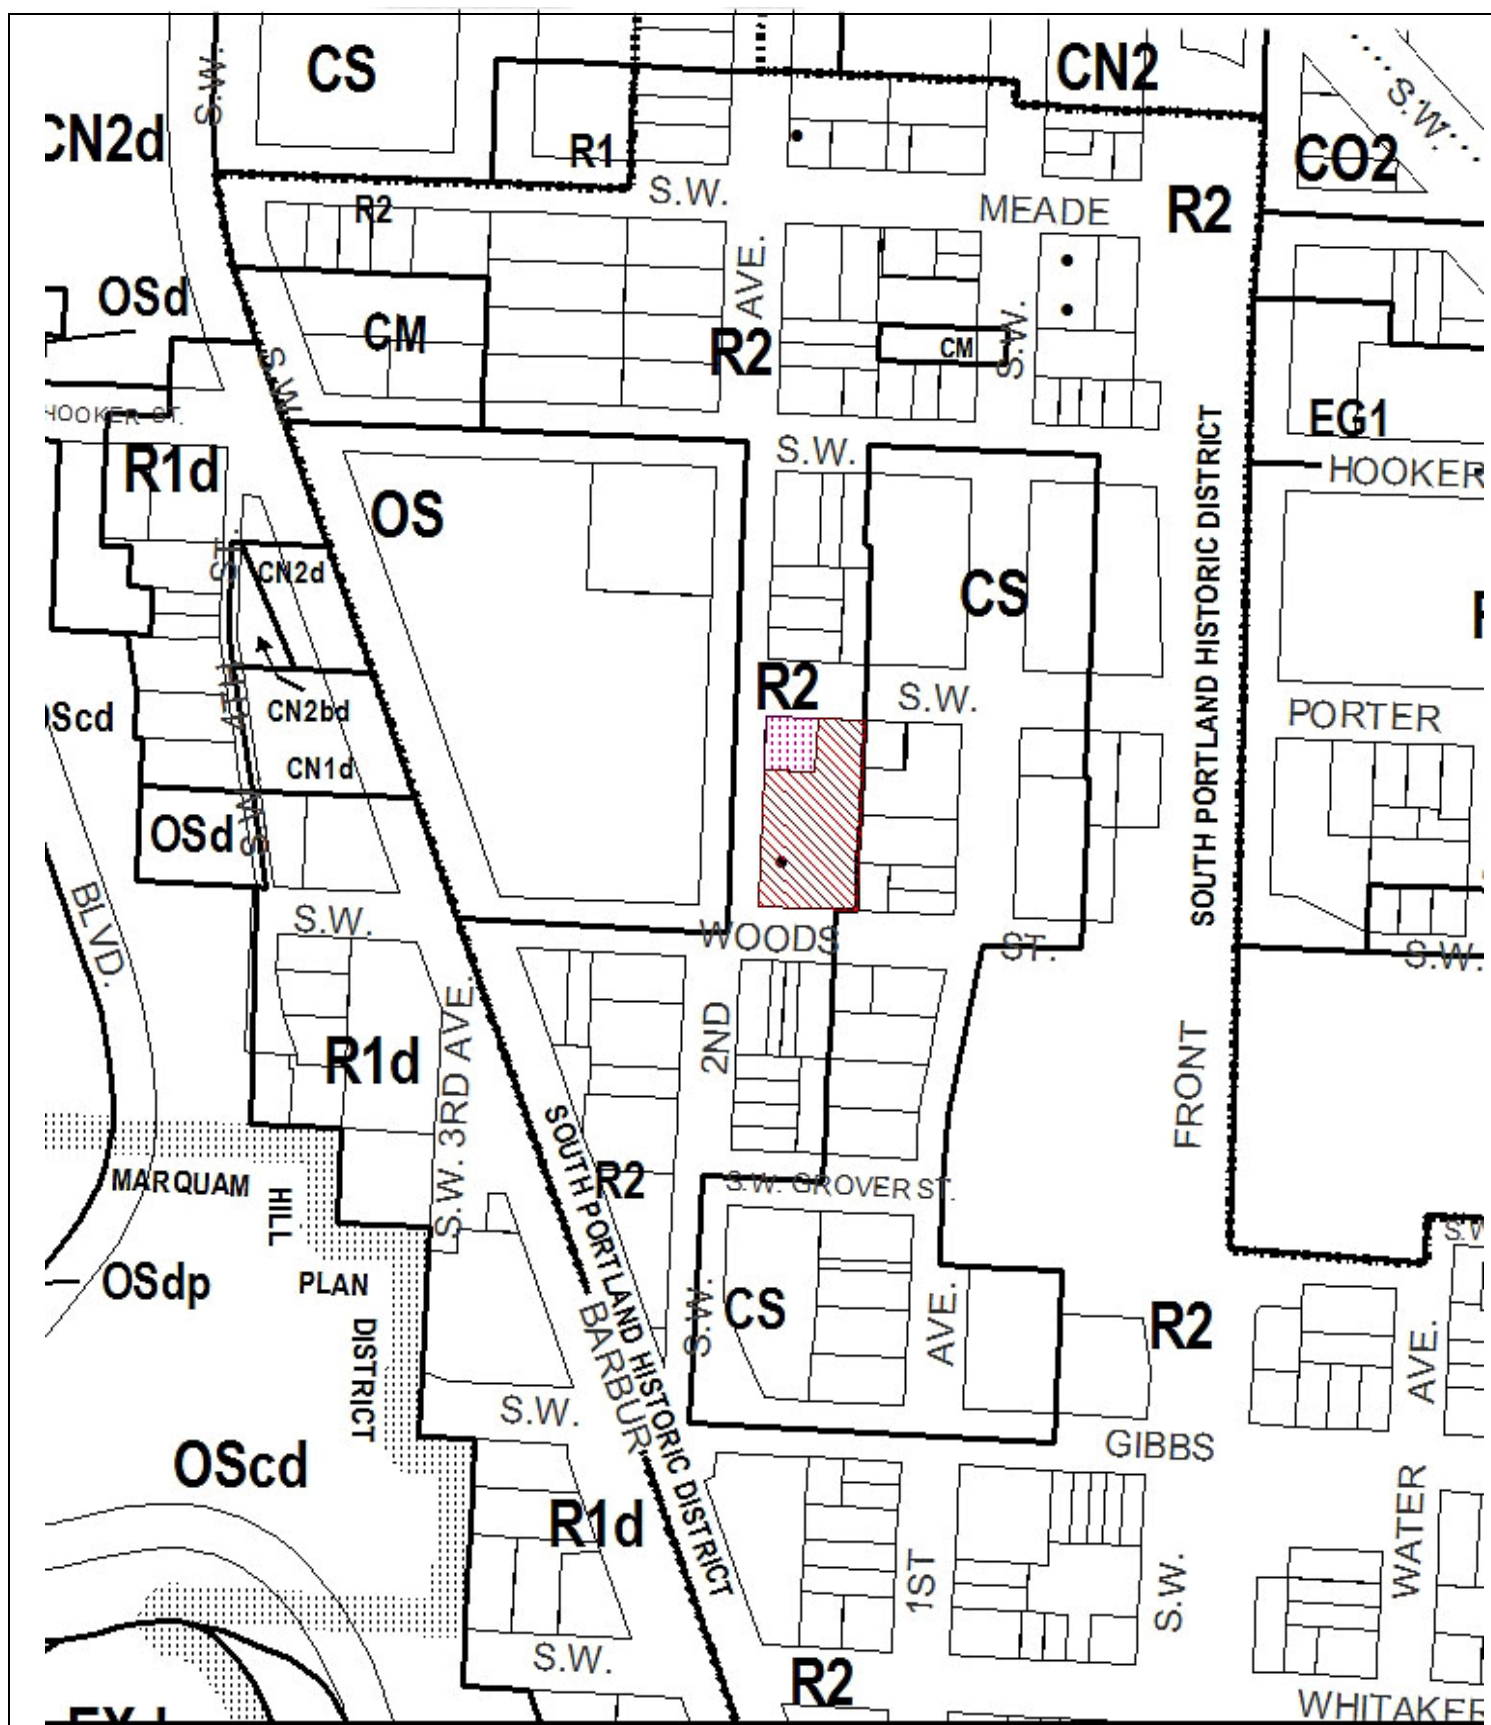 CS
CN2
S.W.
S.W.
CN2d
R1
CO2
S.W.
MEADE
R2
R2
AVE.
OSd
CM
R2
CM
S.W.
S.W.
HOOKER ST.
EG1
R1d
S.W.
HOOKER
OS
ST.
CN2d
CS
SOUTH PORTLAND HISTORIC DISTRICT
R2
S.W.
4TH
CN2bd
PORTER
CN1d
OSd
S.W.
BLVD.
S.W.
WOODS
ST.
S.W.
S.W. 3RD AVE.
2ND
R1d
FRONT
SOUTH PORTLAND HISTORIC DISTRICT
MARQUAM
HILL
PLAN
DISTRICT
R2
S.W. GROVER ST.
OSdp
S.W.
CS
AVE.
R2
AVE.
BARBUR
S.W.
GIBBS
OScd
R1d
WATER
1ST
S.W.
S.W.
R2
WHITAKER